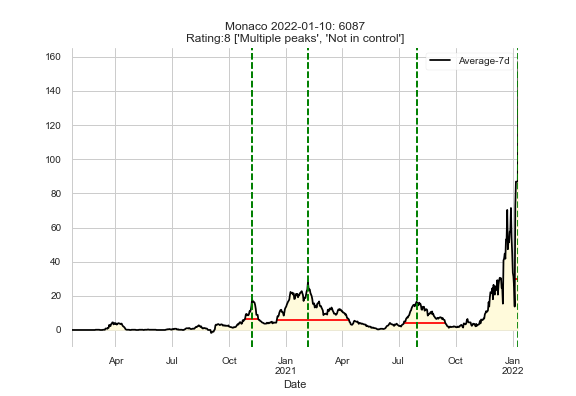 Monaco 2022-01-10: 6087
Rating:8 ['Multiple peaks', 'Not in control']
Average-7d
160
140
120
100
80
60
40
20
0
Apr
Jul
Oct
Jan
2021
Apr
Jul
Oct
Jan
2022
Date